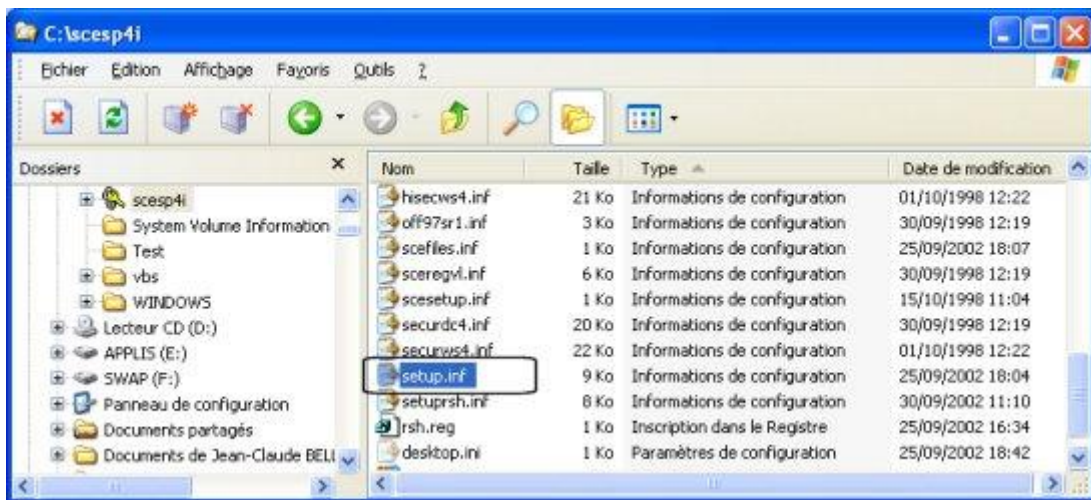 C:\scesp4i
Fichier Edition Affichage Favoris Outils ?
Dossiers
Nom Taille Type Date de modification
scesp4i
System Volume Information
Test
vbs
WINDOWS
Lecteur CD (D:)
APPLIS (E:)
SWAP (F:)
Panneau de configuration
Documents partagés
Documents de Jean-Claude BELL
hisecws4.inf 21 Ko Informations de configuration 01/10/1998 12:22
off97sr1.inf 3 Ko Informations de configuration 30/09/1998 12:19
scefiles.inf 1 Ko Informations de configuration 25/09/2002 18:07
sceregvl.inf 6 Ko Informations de configuration 30/09/1998 12:19
scesetup.inf 1 Ko Informations de configuration 15/10/1998 11:04
securdc4.inf 20 Ko Informations de configuration 30/09/1998 12:19
securws4.inf 22 Ko Informations de configuration 01/10/1998 12:22
setup.inf 9 Ko Informations de configuration 25/09/2002 18:04
setuprsh.inf 8 Ko Informations de configuration 30/09/2002 11:10
rsh.reg 1 Ko Inscription dans le Registre 25/09/2002 16:34
desktop.ini 1 Ko Paramètres de configuration 25/09/2002 18:42